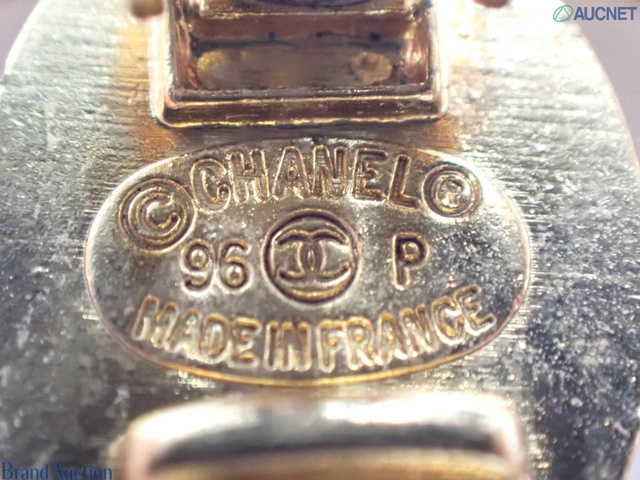 AUCNET
© CHANEL ®
96 P
MADE IN FRANCE
Brand Auction